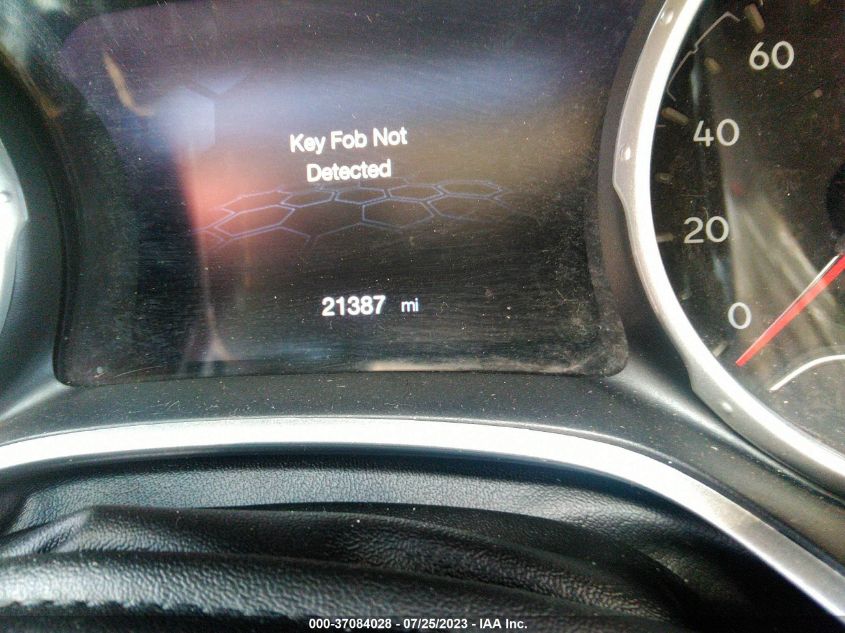 Key Fob Not
Detected
21387 mi
60
40
20
0
000-37084028 - 07/25/2023 - IAA Inc.